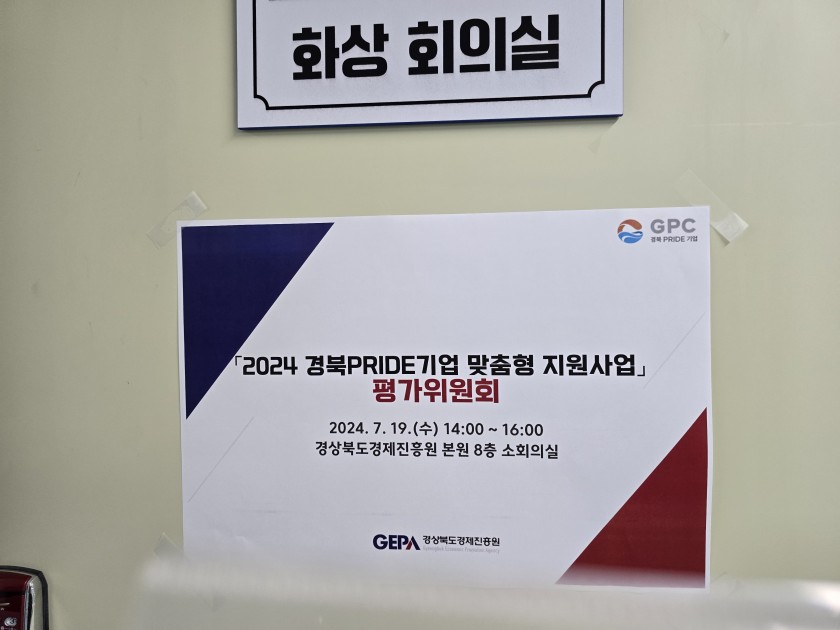 화상 회의실
GPC
경북 PRIDE 기업
「2024 경북PRIDE기업 맞춤형 지원사업」
평가위원회
2024. 7. 19.(수) 14:00 ~ 16:00
경상북도경제진흥원 본원 8층 소회의실
GEPA 경상북도경제진흥원